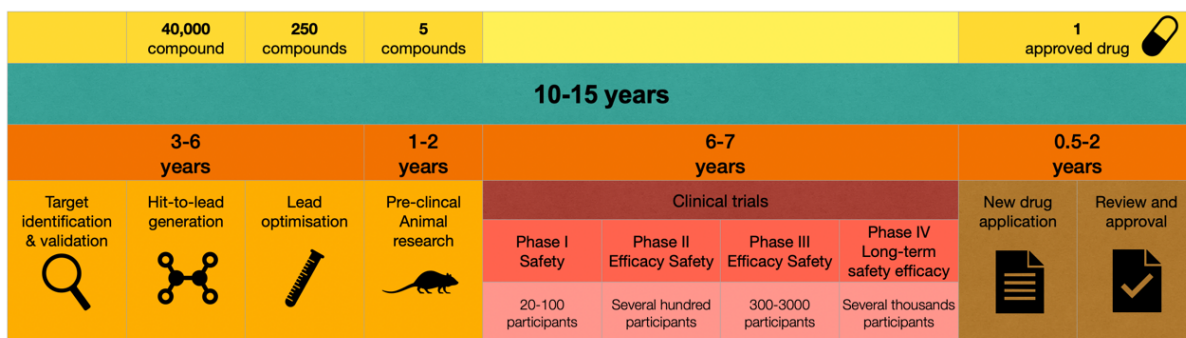 40,000
compound
250
compounds
5
compounds
1
approved drug
10-15 years
3-6
years
1-2
years
6-7
years
0.5-2
years
Target
identification
& validation
Hit-to-lead
generation
Lead
optimisation
Pre-clincal
Animal
research
Clinical trials
Phase I
Safety
Phase II
Efficacy Safety
Phase III
Efficacy Safety
Phase IV
Long-term
safety efficacy
20-100
participants
Several hundred
participants
300-3000
participants
Several thousands
participants
New drug
application
Review and
approval